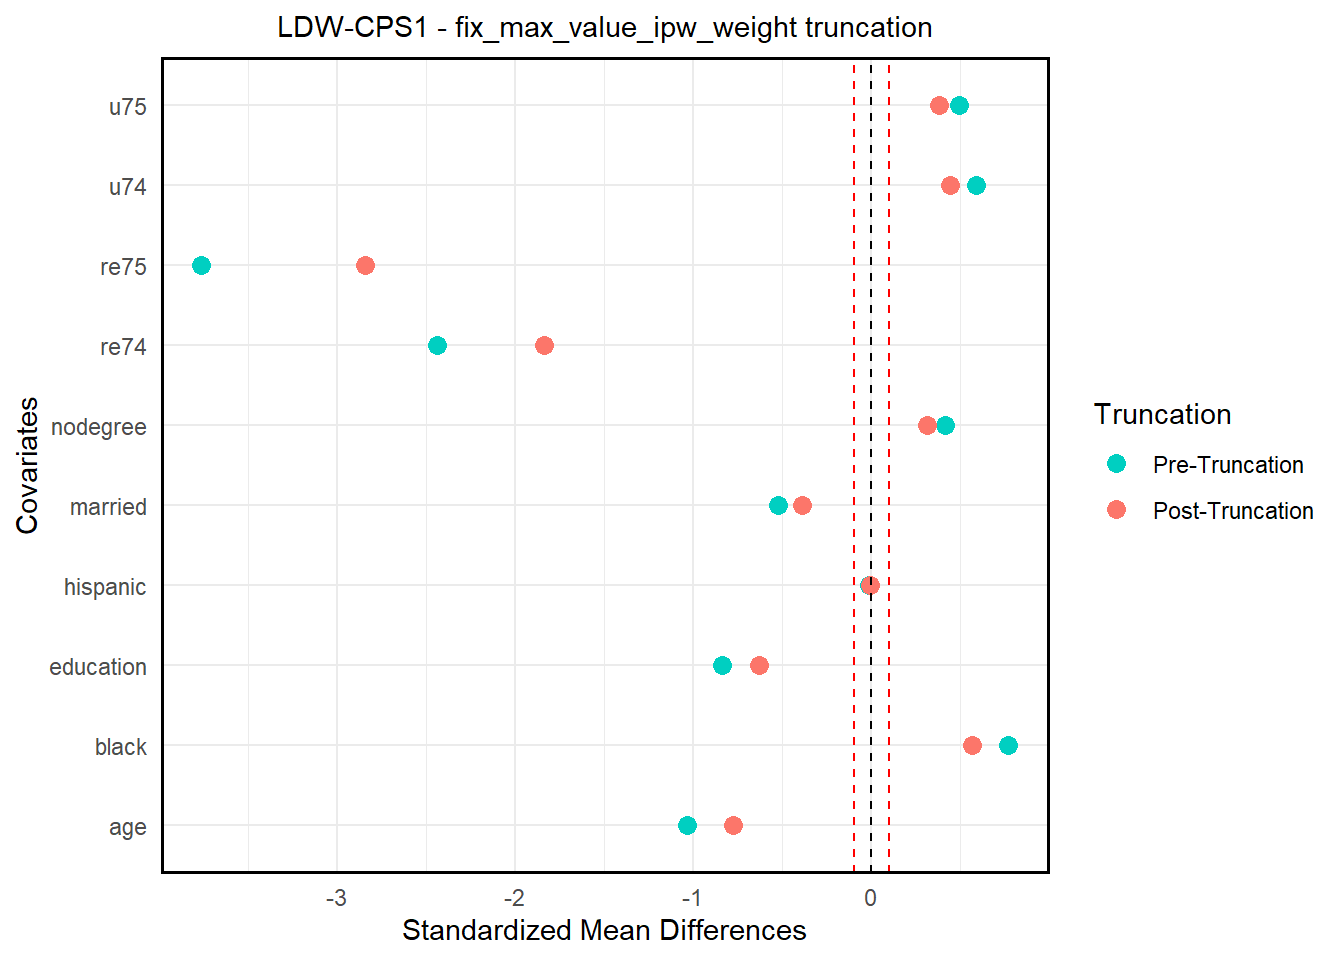 LDW-CPS1 - fix_max_value_ipw_weight truncation
u75
u74
re75
re74
nodegree
married
hispanic
education
black
age
Covariates
-3
-2
-1
0
Standardized Mean Differences
Truncation
Pre-Truncation
Post-Truncation